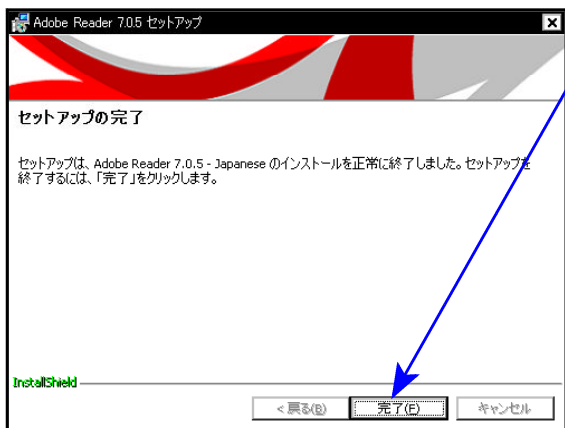 Adobe Reader 7.0.5 セットアップ
セットアップの完了
セットアップは、Adobe Reader 7.0.5 - Japanese のインストールを正常に終了しました。セットアップを
終了するには、「完了」をクリックします。
InstallShield
< 戻る(B) 完了(F) キャンセル